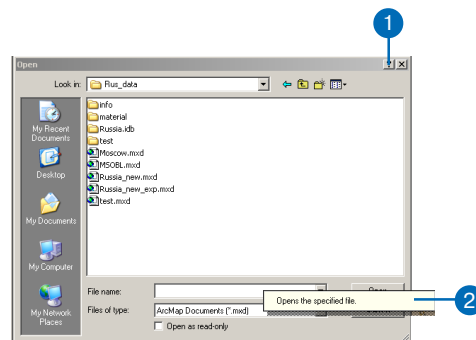 1
Open
?
Look in:
Rus_data
info
material
Russia.idb
test
Moscow.mxd
MSOBL.mxd
Russia_new.mxd
Russia_new_exp.mxd
test.mxd
My Recent
Documents
Desktop
My Documents
My Computer
My Network
Places
File name:
Files of type:
ArcMap Documents (*.mxd)
Open as read-only
Opens the specified file.
2